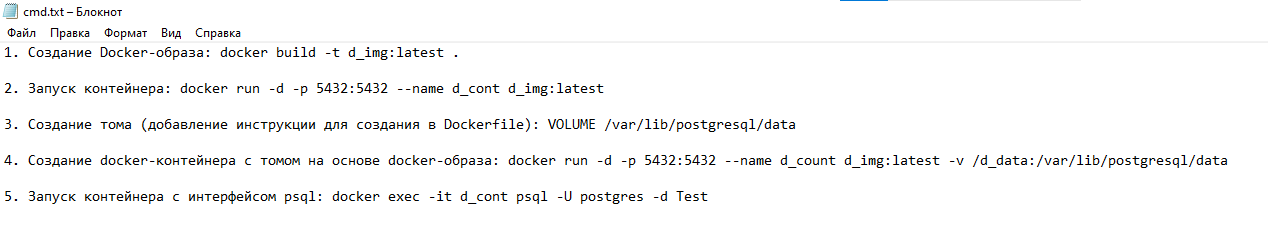 cmd.txt – Блокнот
Файл Правка Формат Вид Справка
1. Создание Docker-образа: docker build -t d_img:latest .
2. Запуск контейнера: docker run -d -p 5432:5432 --name d_cont d_img:latest
3. Создание тома (добавление инструкции для создания в Dockerfile): VOLUME /var/lib/postgresql/data
4. Создание docker-контейнера с томом на основе docker-образа: docker run -d -p 5432:5432 --name d_count d_img:latest -v /d_data:/var/lib/postgresql/data
5. Запуск контейнера с интерфейсом psql: docker exec -it d_cont psql -U postgres -d Test